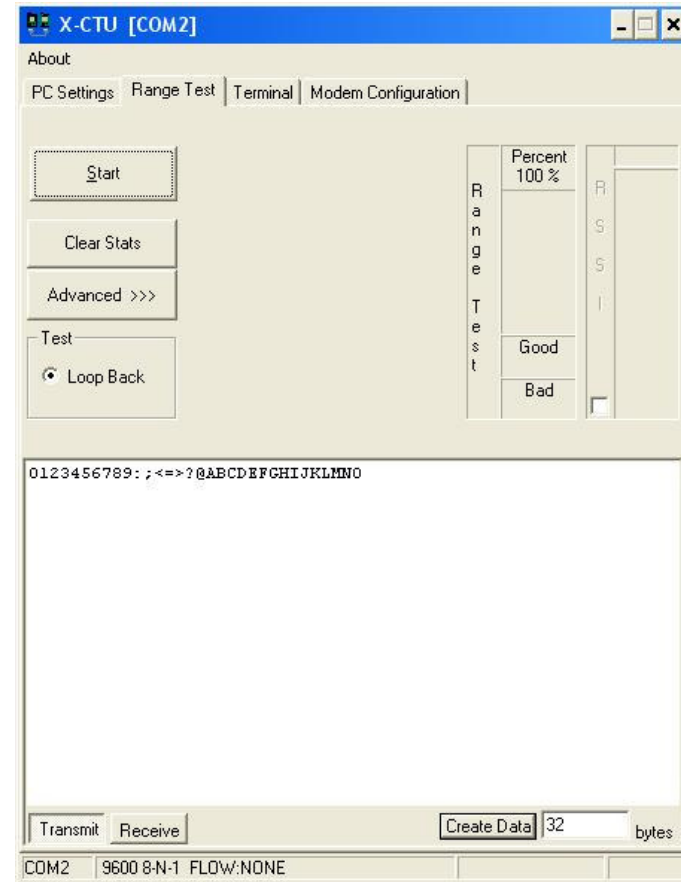 X-CTU [COM2]
About
PC Settings Range Test Terminal Modem Configuration
Start
Clear Stats
Advanced >>>
Test
Loop Back
Range Test
Percent
100 %
Good
Bad
RSSI
0123456789:;<=>?@ABCDEFGHIJKLMNO
Transmit Receive Create Data 32 bytes
COM2 9600 8-N-1 FLOW:NONE